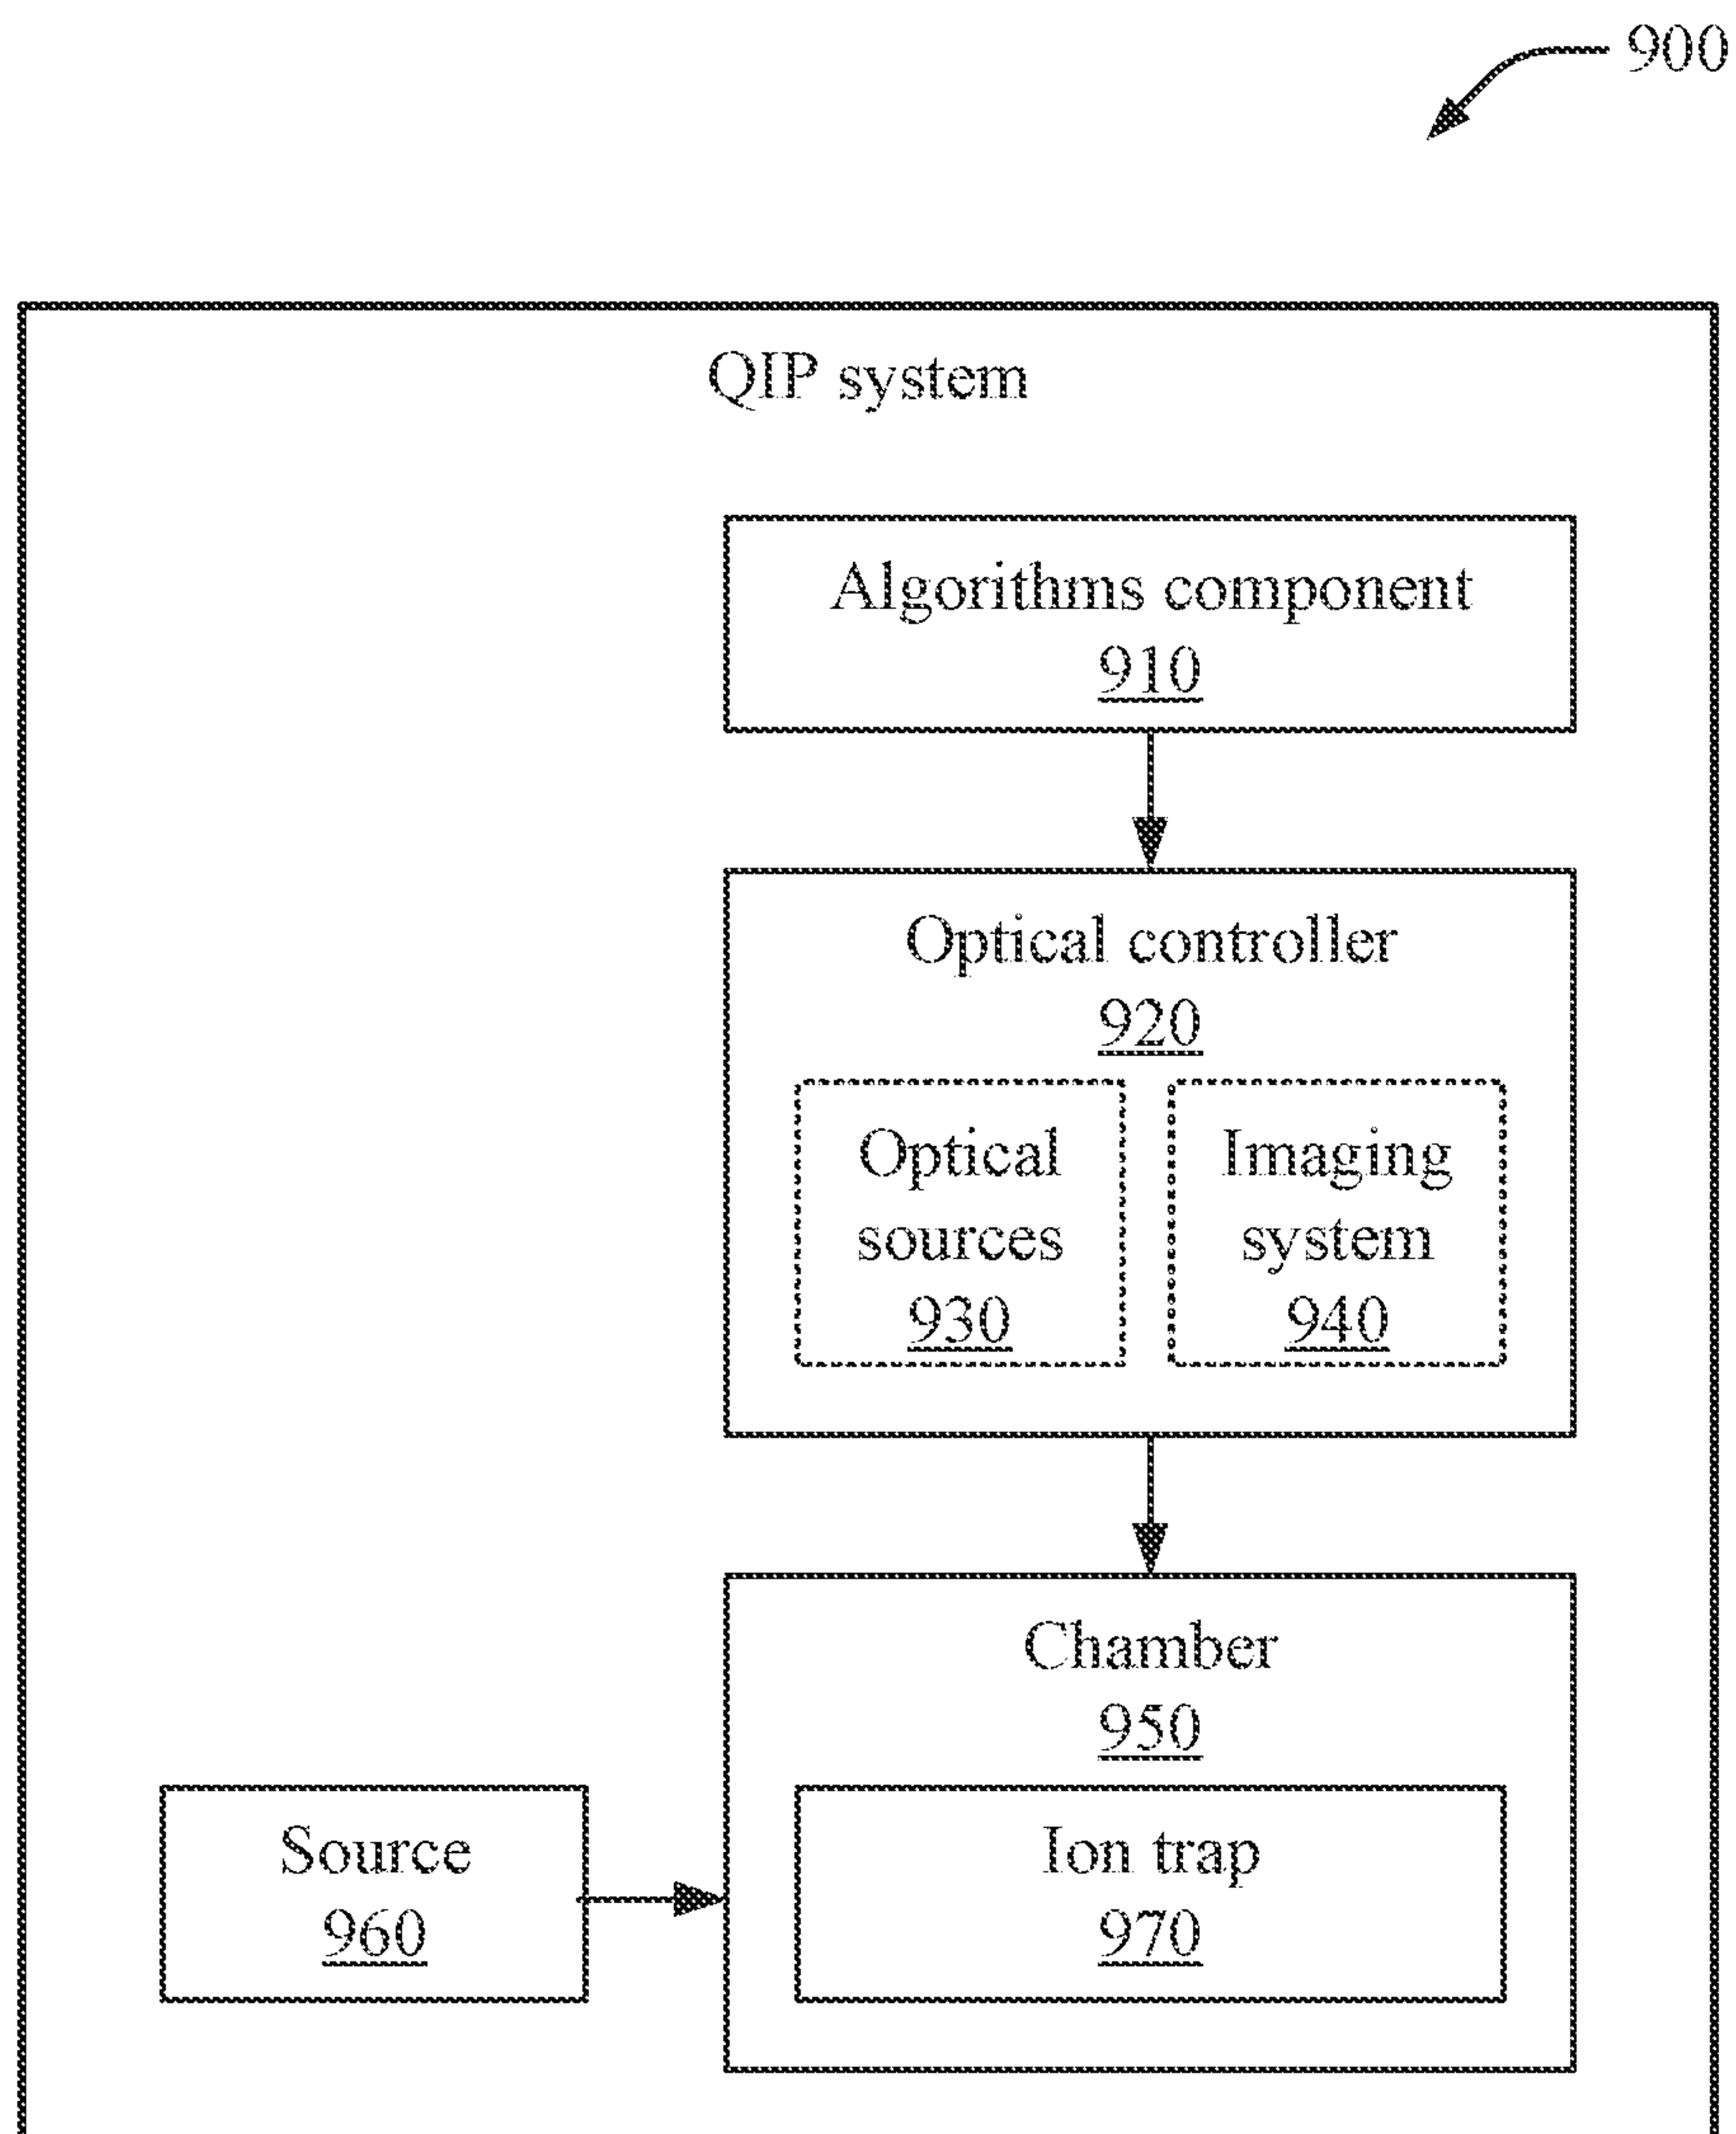 900
QIP system
Algorithms component
910
Optical controller
920
Optical
sources
930
Imaging
system
940
Chamber
950
Source
960
Ion trap
970